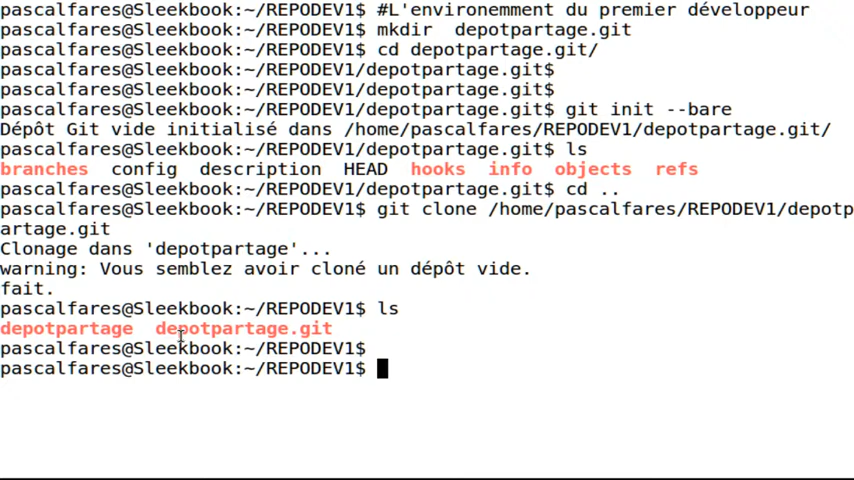 pascalfares@Sleekbook:~/REPODEV1$ #L'environemment du premier développeur
pascalfares@Sleekbook:~/REPODEV1$ mkdir  depotpartage.git
pascalfares@Sleekbook:~/REPODEV1$ cd depotpartage.git/
pascalfares@Sleekbook:~/REPODEV1/depotpartage.git$
pascalfares@Sleekbook:~/REPODEV1/depotpartage.git$
pascalfares@Sleekbook:~/REPODEV1/depotpartage.git$ git init --bare
Dépôt Git vide initialisé dans /home/pascalfares/REPODEV1/depotpartage.git/
pascalfares@Sleekbook:~/REPODEV1/depotpartage.git$ ls
branches  config  description  HEAD  hooks  info  objects  refs
pascalfares@Sleekbook:~/REPODEV1/depotpartage.git$ cd ..
pascalfares@Sleekbook:~/REPODEV1$ git clone /home/pascalfares/REPODEV1/depotp
artage.git
Clonage dans 'depotpartage'...
warning: Vous semblez avoir cloné un dépôt vide.
fait.
pascalfares@Sleekbook:~/REPODEV1$ ls
depotpartage  depotpartage.git
pascalfares@Sleekbook:~/REPODEV1$
pascalfares@Sleekbook:~/REPODEV1$